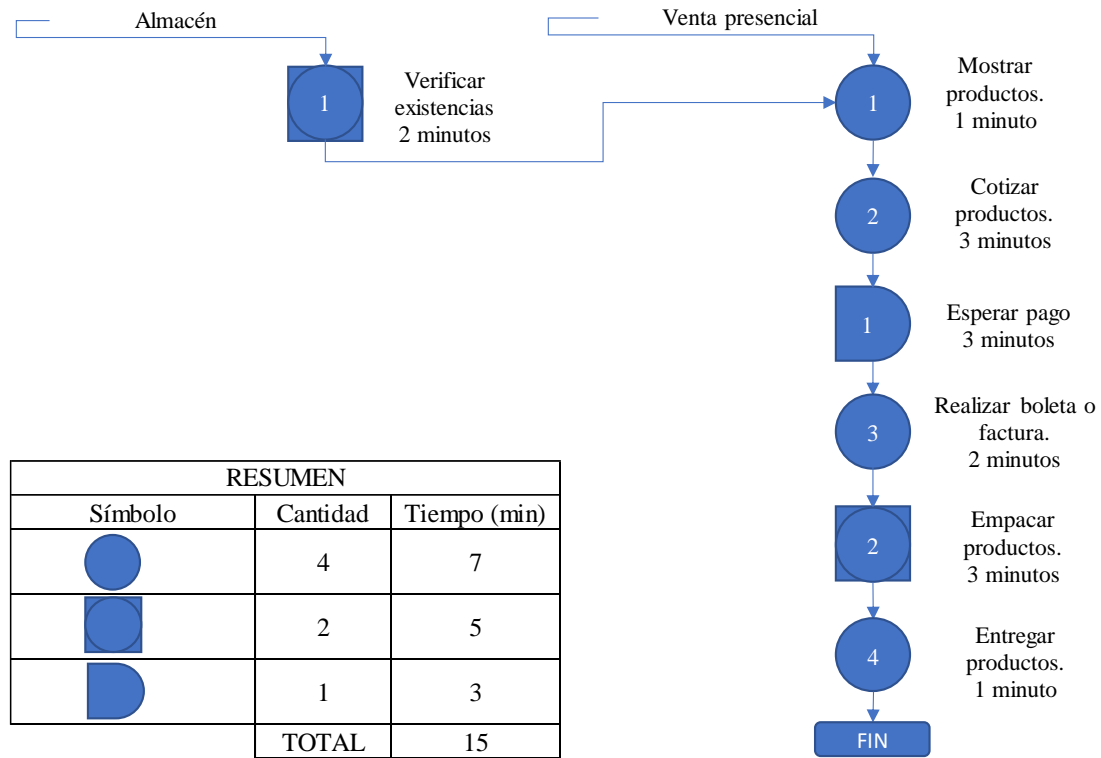 Almacén
Venta presencial
1
Verificar
existencias
2 minutos
1
Mostrar
productos.
1 minuto
2
Cotizar
productos.
3 minutos
1
Esperar pago
3 minutos
3
Realizar boleta o
factura.
2 minutos
2
Empacar
productos.
3 minutos
4
Entregar
productos.
1 minuto
FIN
RESUMEN
Símbolo Cantidad Tiempo (min)
4 7
2 5
1 3
TOTAL 15